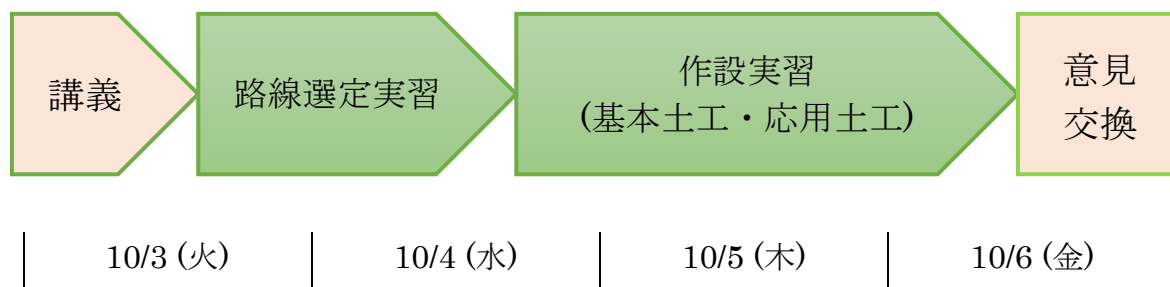 講義
路線選定実習
作設実習
(基本土工・応用土工)
意見
交換
10/3 (火)
10/4 (水)
10/5 (木)
10/6 (金)